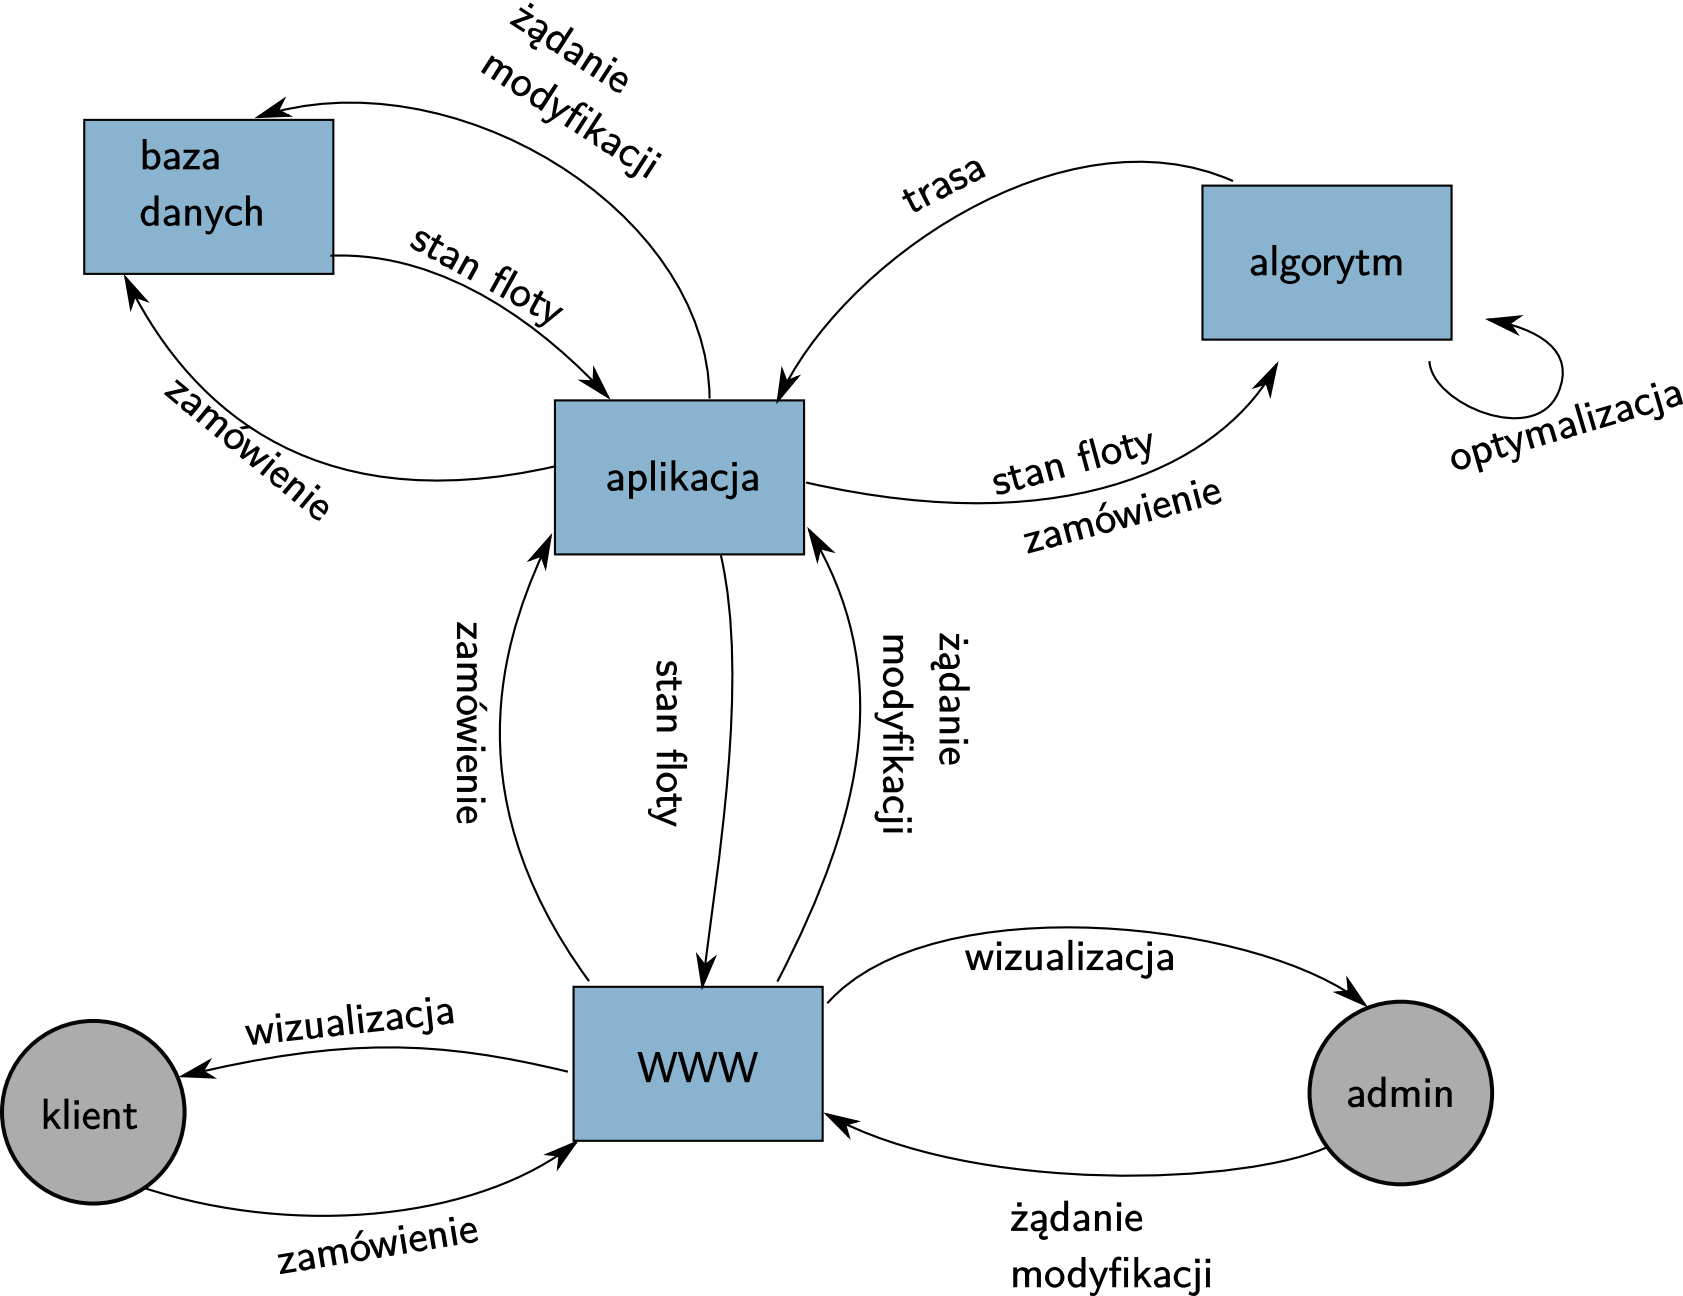 żądanie
modyfikacji
baza
danych
trasa
stan floty
algorytm
zamówienie
aplikacja
optymalizacja
stan floty
zamówienie
zamówienie
stan floty
żądanie
modyfikacji
wizualizacja
wizualizacja
WWW
klient
admin
zamówienie
żądanie
modyfikacji